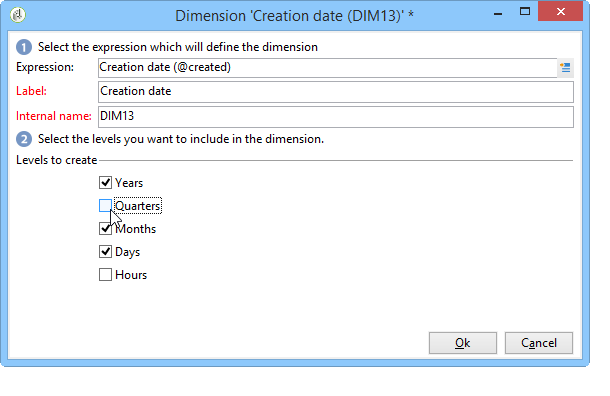 Dimension 'Creation date (DIM13)' *
1 Select the expression which will define the dimension
Expression: Creation date (@created)
Label: Creation date
Internal name: DIM13
2 Select the levels you want to include in the dimension.
Levels to create
Years
Quarters
Months
Days
Hours
Ok Cancel